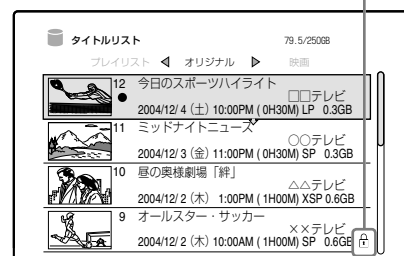 タイトルリスト 79.5/250GB
プレイリスト ◀ オリジナル ▶ 映画
12 今日のスポーツハイライト
□□テレビ
2004/12/ 4 (土) 10:00PM ( 0H30M) LP 0.3GB
11 ミッドナイトニュース
○○テレビ
2004/12/ 3 (金) 11:00PM ( 0H30M) SP 0.3GB
10 昼の奥様劇場「絆」
△△テレビ
2004/12/ 2 (木) 1:00PM ( 1H00M) XSP 0.6GB
9 オールスター・サッカー
××テレビ
2004/12/ 2 (木) 10:00AM ( 1H00M) SP 0.6GB